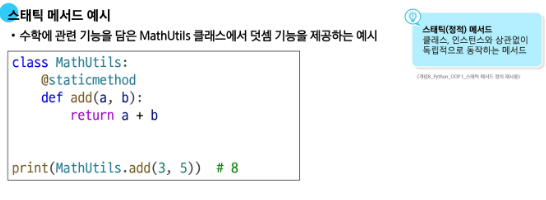 스태틱 메서드 예시
• 수학에 관련 기능을 담은 MathUtils 클래스에서 덧셈 기능을 제공하는 예시
class MathUtils:
    @staticmethod
    def add(a, b):
        return a + b
print(MathUtils.add(3, 5))  # 8
스태틱(정적) 메서드
클래스, 인스턴스와 상관없이
독립적으로 동작하는 메서드